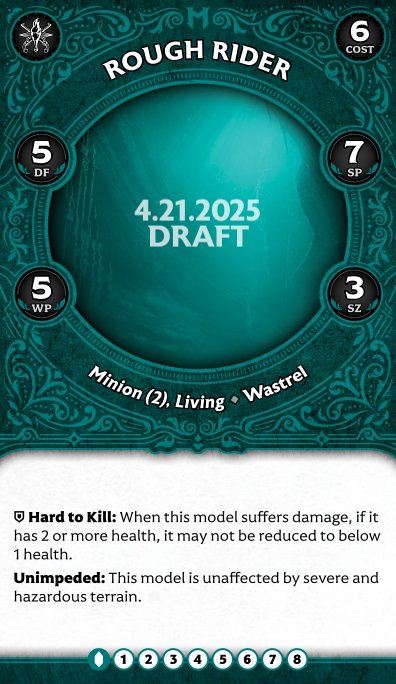 ROUGH RIDER
6
COST
5
DF
7
SP
4.21.2025
DRAFT
5
WP
3
SZ
Minion (2), Living • Wastrel
Hard to Kill: When this model suffers damage, if it
has 2 or more health, it may not be reduced to below
1 health.
Unimpeded: This model is unaffected by severe and
hazardous terrain.
1 2 3 4 5 6 7 8